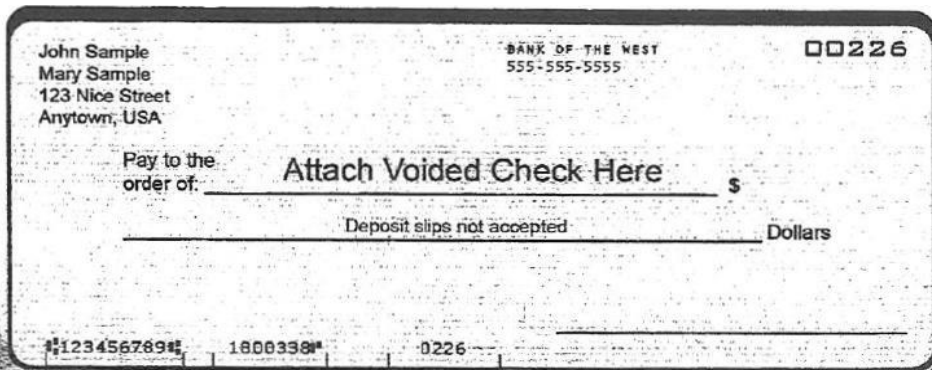 John Sample
Mary Sample
123 Nice Street
Anytown, USA
BANK OF THE WEST
555-555-5555
00226
Pay to the
order of: Attach Voided Check Here $
Deposit slips not accepted Dollars
⑆123456789⑆ 1800338⑈ 0226